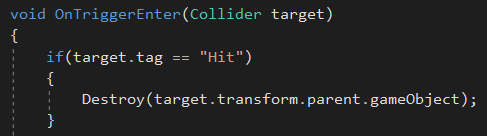 void OnTriggerEnter(Collider target)
{
if(target.tag == "Hit")
{
Destroy(target.transform.parent.gameObject);
}